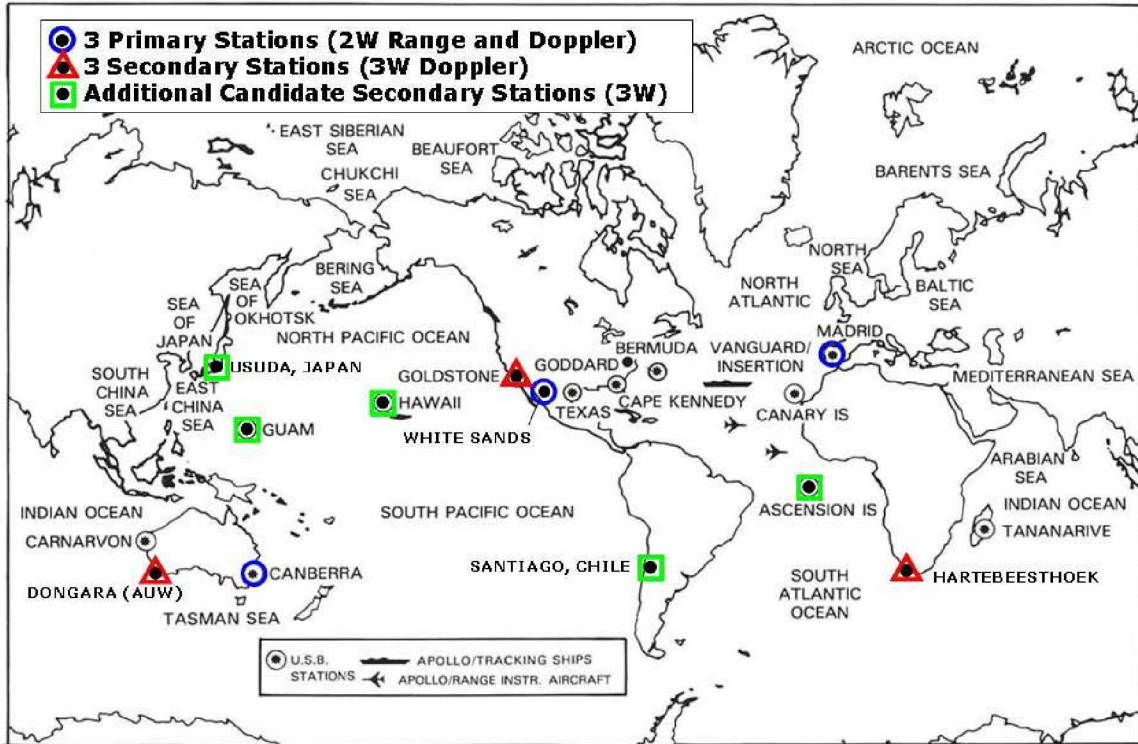 3 Primary Stations (2W Range and Doppler)
3 Secondary Stations (3W Doppler)
Additional Candidate Secondary Stations (3W)
ARCTIC OCEAN
EAST SIBERIAN
SEA
BEAUFORT
SEA
CHUKCHI
SEA
BARENTS SEA
BERING
SEA
SEA
OF
OKHOTSK
SEA
OF
JAPAN
NORTH PACIFIC OCEAN
NORTH
ATLANTIC
NORTH
SEA
BALTIC
SEA
MADRID
USUDA, JAPAN
SOUTH
CHINA
SEA
EAST
CHINA
SEA
GUAM
HAWAII
GOLDSTONE
WHITE SANDS
TEXAS
GODDARD
BERMUDA
CAPE KENNEDY
VANGUARD/
INSERTION
CANARY IS
MEDITERRANEAN SEA
ARABIAN
SEA
INDIAN OCEAN
TANANARIVE
ASCENSION IS
INDIAN OCEAN
CARNARVON
DONGARA (AUW)
CANBERRA
TASMAN SEA
SOUTH PACIFIC OCEAN
SANTIAGO, CHILE
SOUTH
ATLANTIC
OCEAN
HARTEBEESTHOEK
U.S.B.
STATIONS
APOLLO/TRACKING SHIPS
APOLLO/RANGE INSTR. AIRCRAFT